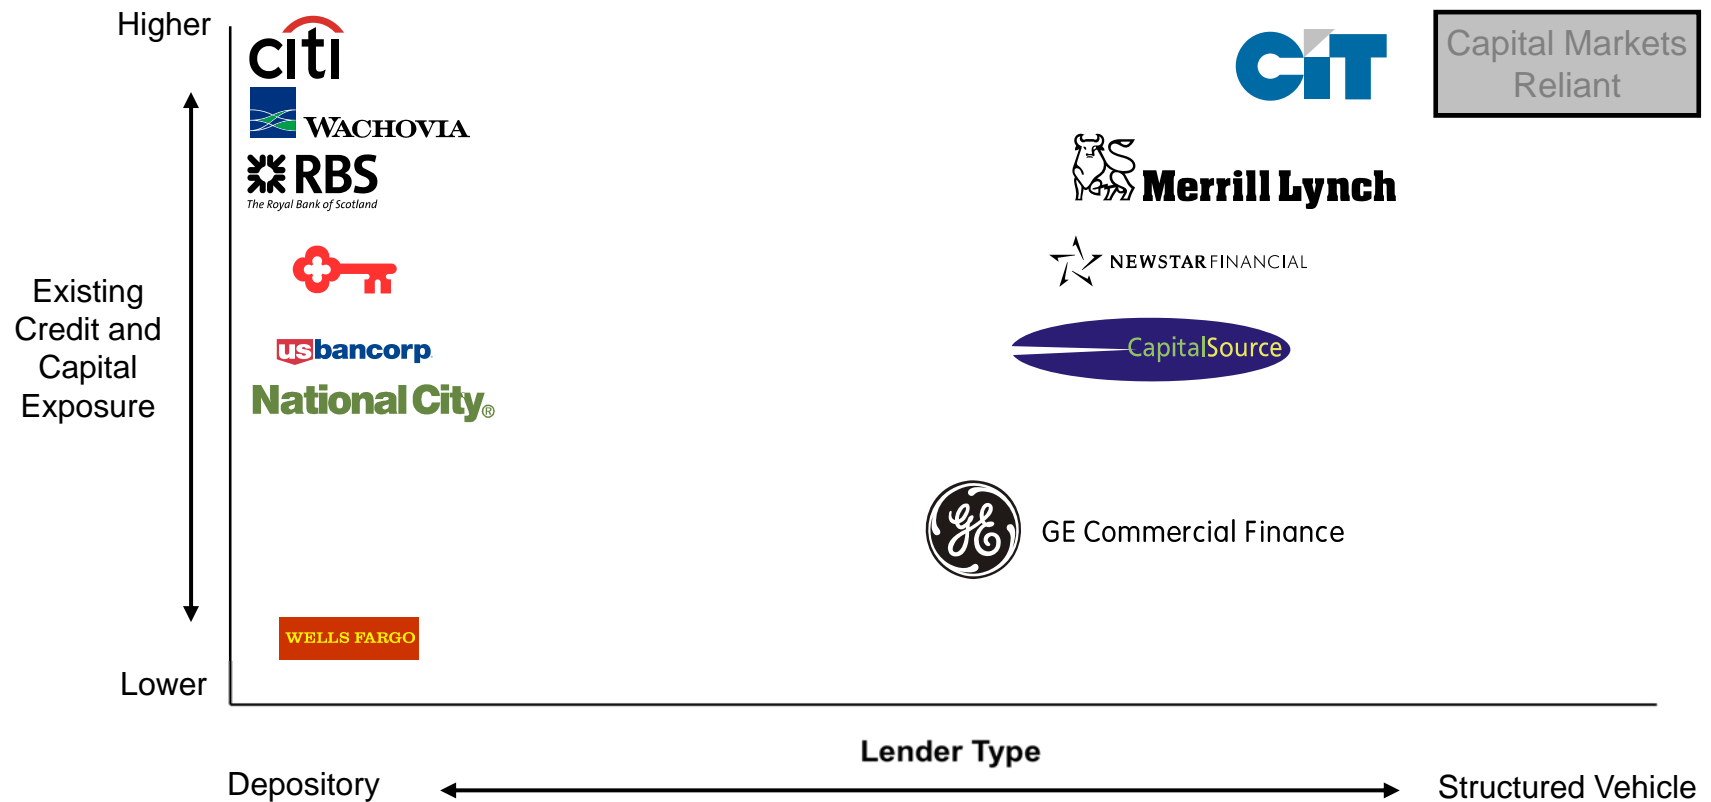 Higher
citi
WACHOVIA
RBS
The Royal Bank of Scotland
CIT
Capital Markets
Reliant
Merrill Lynch
NEWSTAR FINANCIAL
Existing
Credit and
Capital
Exposure
usbancorp
CapitalSource
National City®
GE
GE Commercial Finance
WELLS FARGO
Lower
Lender Type
Depository
Structured Vehicle